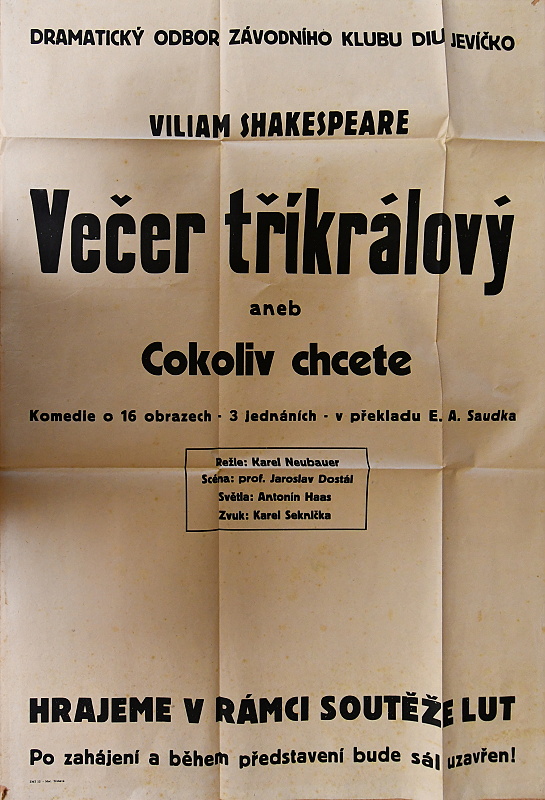 DRAMATICKÝ ODBOR ZÁVODNÍHO KLUBU DIU JEVÍČKO
VILIAM SHAKESPEARE
Večer tříkrálový
aneb
Cokoliv chcete
Komedie o 16 obrazech - 3 jednáních - v překladu E. A. Saudka
Režie: Karel Neubauer
Scéna: prof. Jaroslav Dostál
Světla: Antonín Haas
Zvuk: Karel Seknička
HRAJEME V RÁMCI SOUTĚŽE LUT
Po zahájení a během představení bude sál uzavřen!